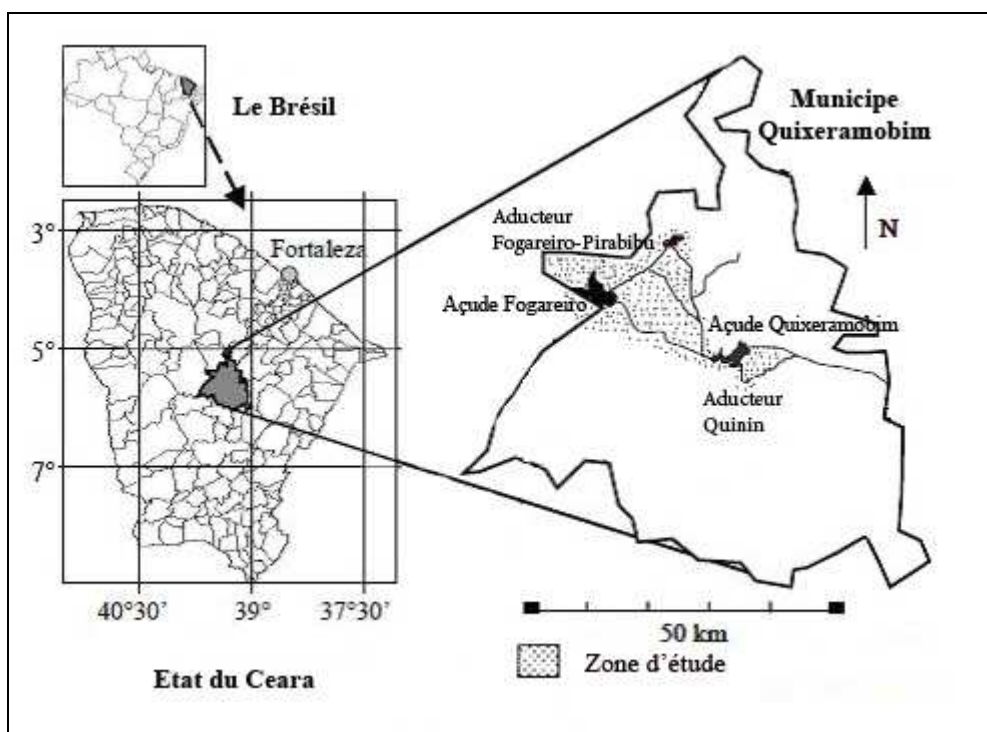 Le Brésil
Municipe
Quixeramobim
N
3°
Fortaleza
Aducteur
Fogareiro-Pirabibu
Açude Fogareiro
Açude Quixeramobim
5°
Aducteur
Quinin
7°
40°30' 39° 37°30'
50 km
Zone d'étude
Etat du Ceara